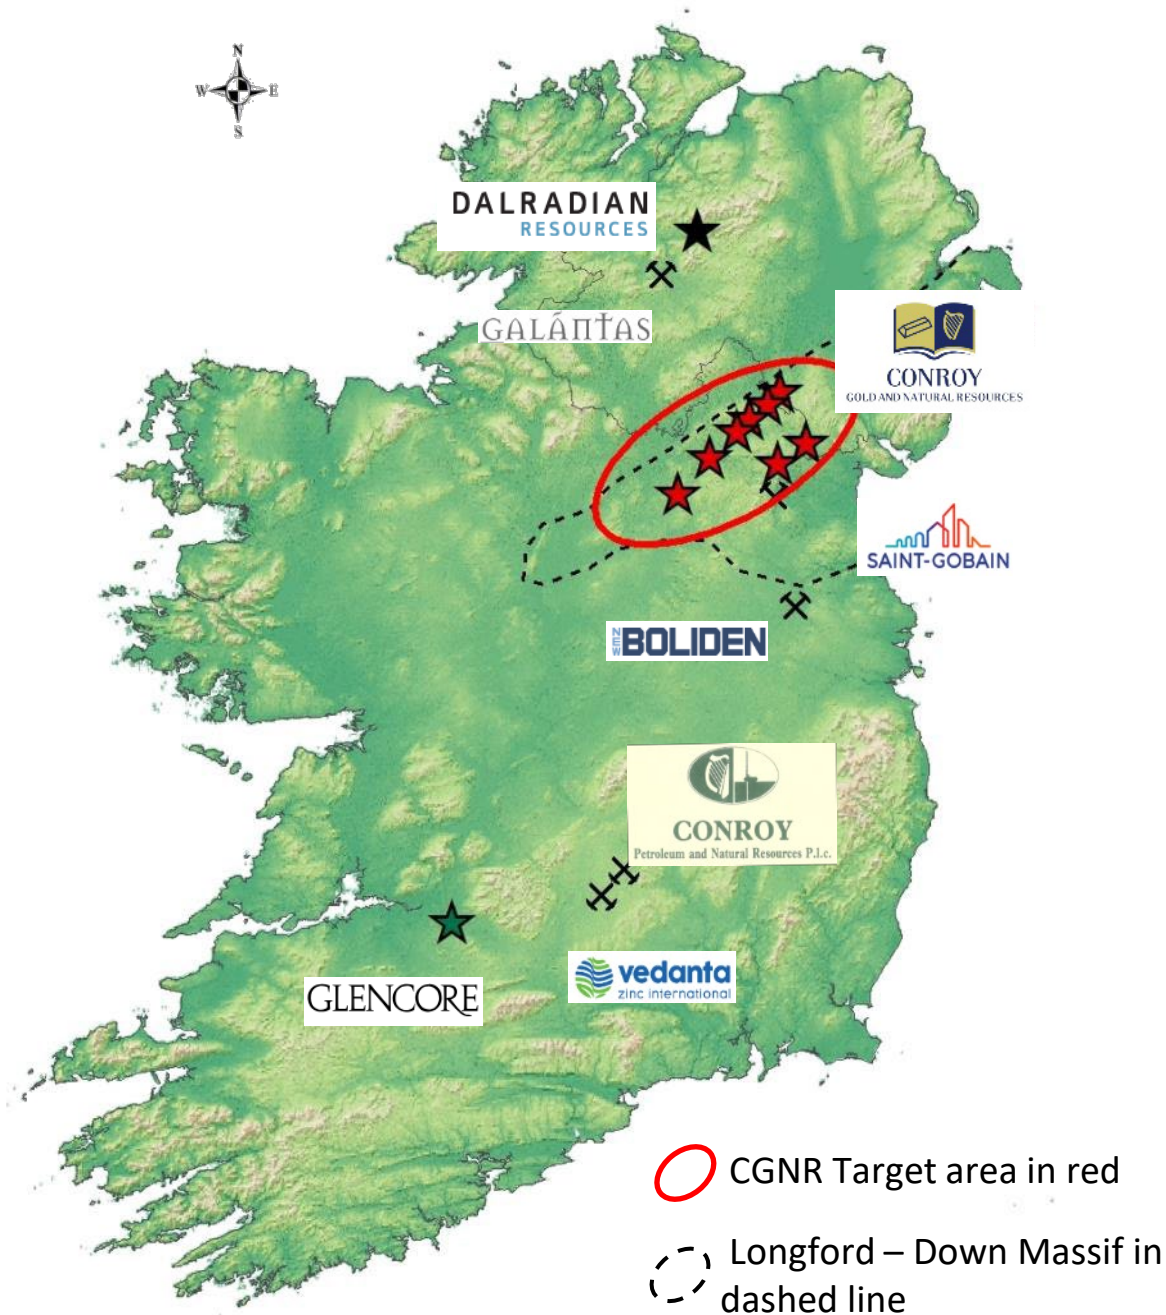 N
W E
S
DALRADIAN
RESOURCES
GALÁNTAS
CONROY
GOLD AND NATURAL RESOURCES
SAINT-GOBAIN
NEW BOLIDEN
CONROY
Petroleum and Natural Resources P.l.c.
vedanta
zinc international
GLENCORE
CGNR Target area in red
Longford – Down Massif in
dashed line